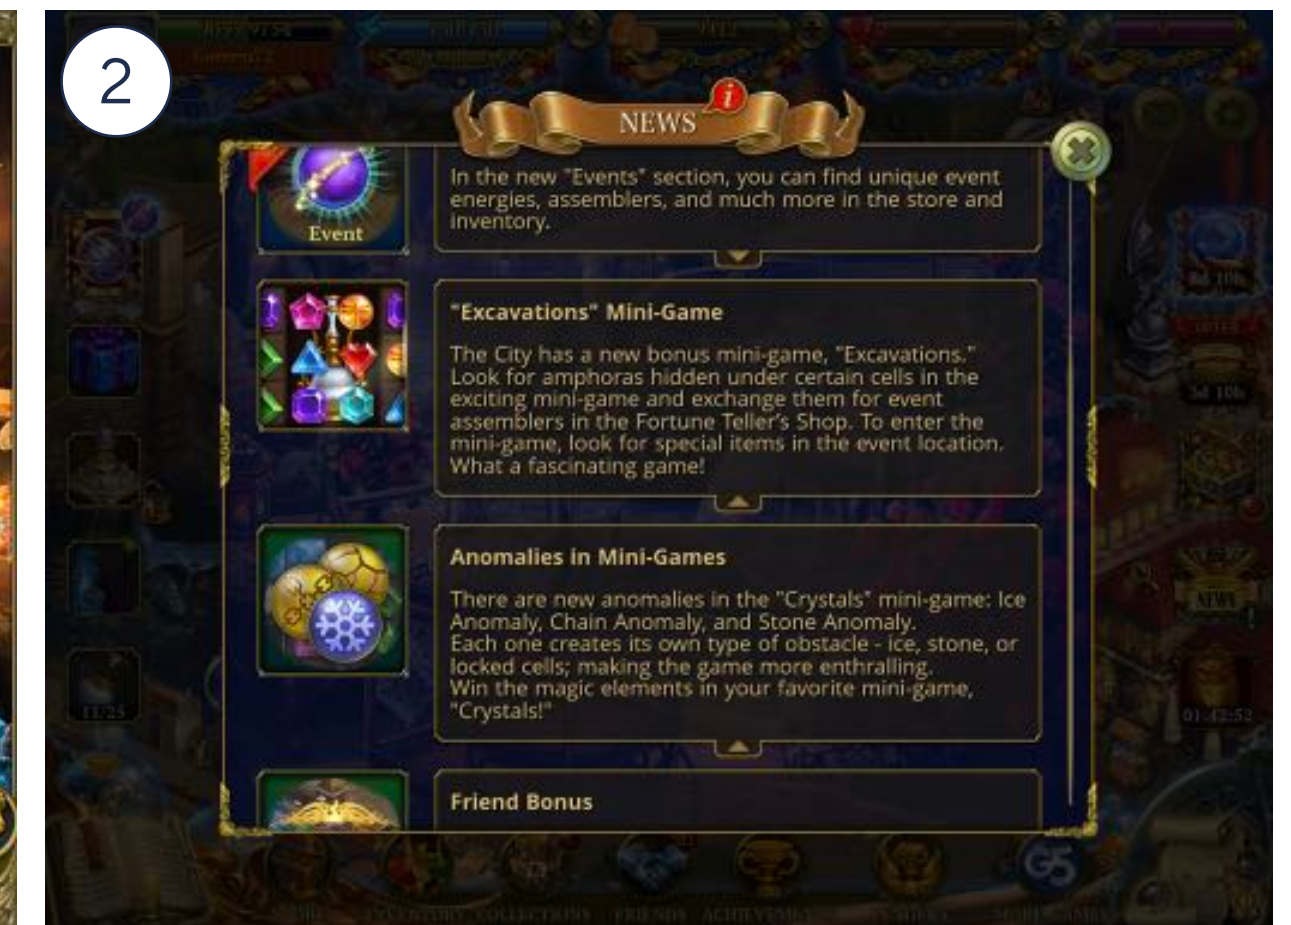 2
NEWS
In the new "Events" section, you can find unique event
energies, assemblers, and much more in the store and
inventory.
Event
"Excavations" Mini-Game
The City has a new bonus mini-game, "Excavations."
Look for amphoras hidden under certain cells in the
exciting mini-game and exchange them for event
assemblers in the Fortune Teller's Shop. To enter the
mini-game, look for special items in the event location.
What a fascinating game!
Anomalies in Mini-Games
There are new anomalies in the "Crystals" mini-game: Ice
Anomaly, Chain Anomaly, and Stone Anomaly.
Each one creates its own type of obstacle - ice, stone, or
locked cells; making the game more enthralling.
Win the magic elements in your favorite mini-game,
"Crystals!"
Friend Bonus
NEWS
01:42:52
G5
COLLECTIONS
FRIENDS